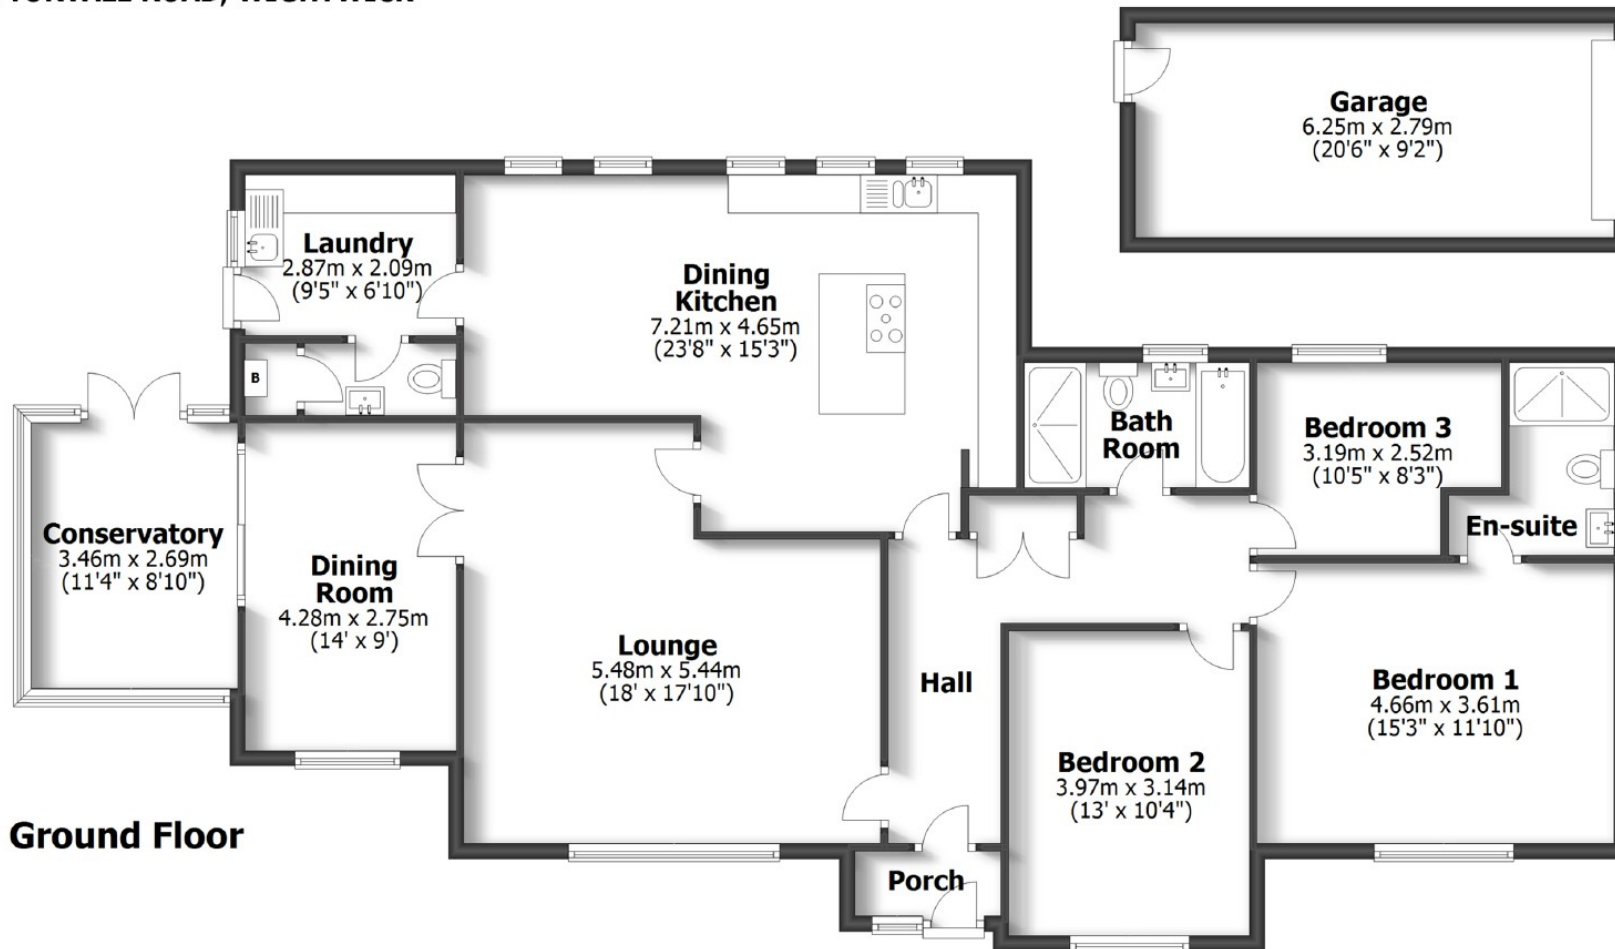 Garage
6.25m x 2.79m
(20'6" x 9'2")
Laundry
2.87m x 2.09m
(9'5" x 6'10")
Dining
Kitchen
7.21m x 4.65m
(23'8" x 15'3")
B
Bath
Room
Bedroom 3
3.19m x 2.52m
(10'5" x 8'3")
En-suite
Conservatory
3.46m x 2.69m
(11'4" x 8'10")
Dining
Room
4.28m x 2.75m
(14' x 9')
Lounge
5.48m x 5.44m
(18' x 17'10")
Hall
Bedroom 1
4.66m x 3.61m
(15'3" x 11'10")
Bedroom 2
3.97m x 3.14m
(13' x 10'4")
Ground Floor
Porch